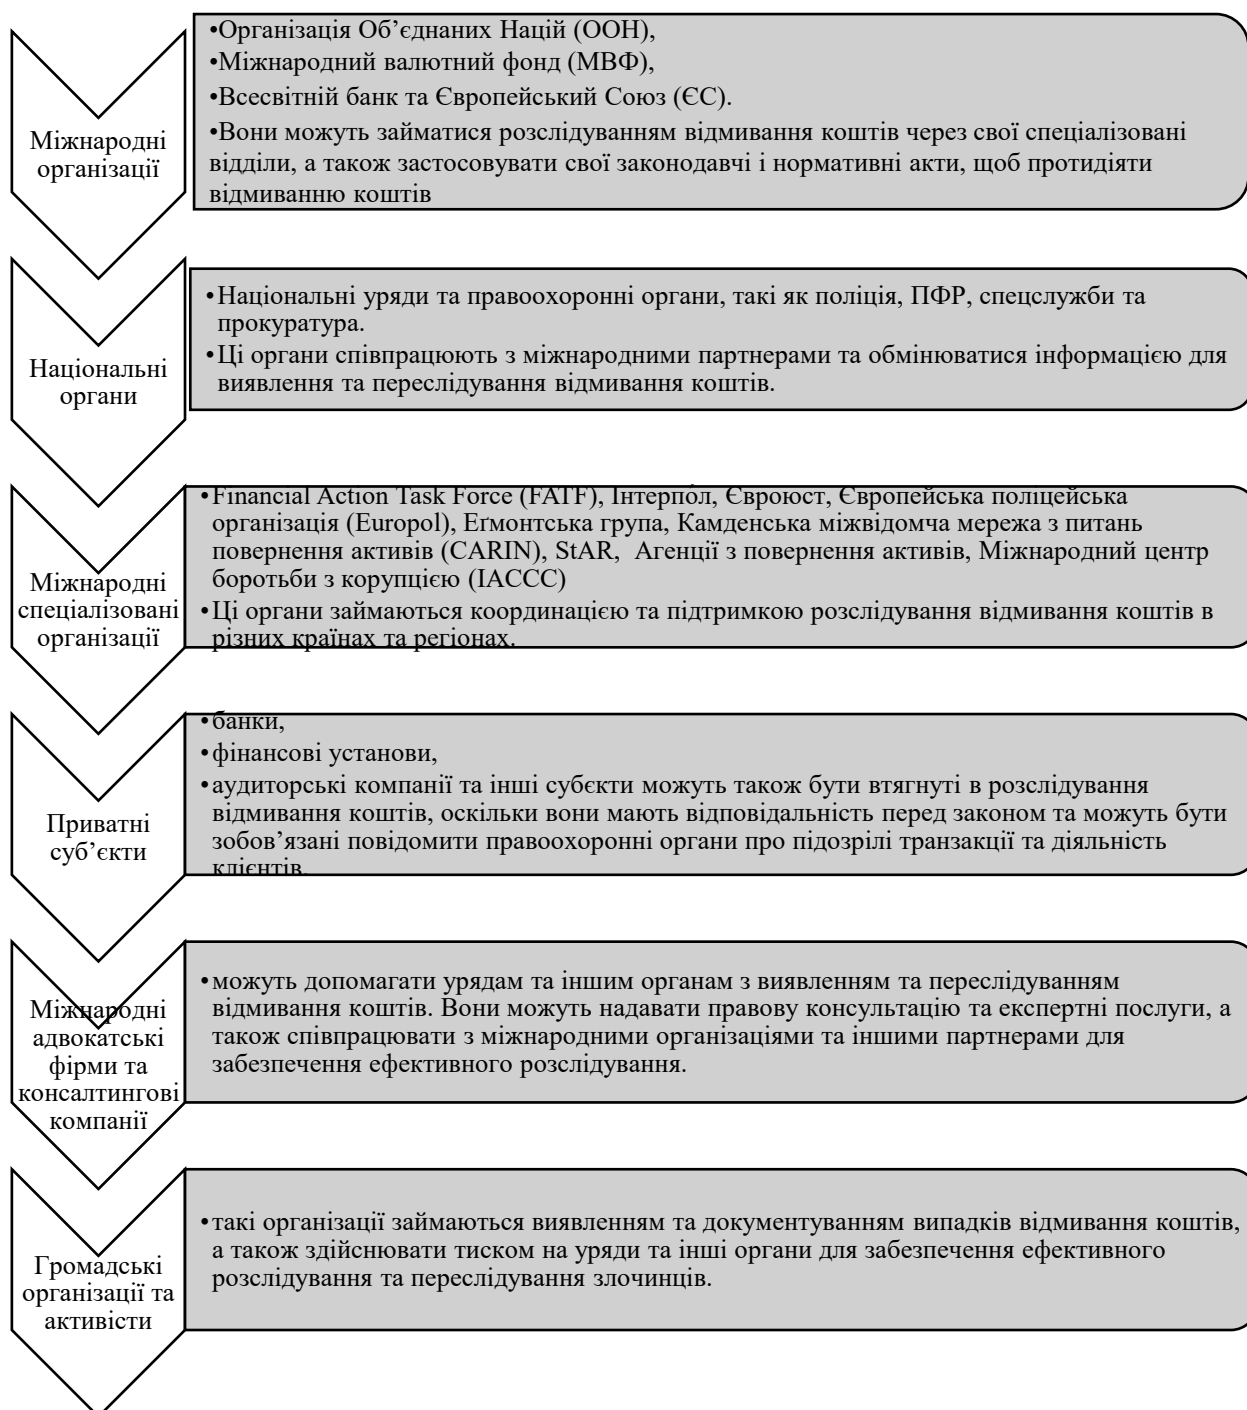 •Організація Об’єднаних Націй (ООН),
•Міжнародний валютний фонд (МВФ),
•Всесвітній банк та Європейський Союз (ЄС).
•Вони можуть займатися розслідуванням відмивання коштів через свої спеціалізовані
відділи, а також застосовувати свої законодавчі і нормативні акти, щоб протидіяти
відмиванню коштів
Міжнародні
організації
•Національні уряди та правоохоронні органи, такі як поліція, ПФР, спецслужби та
прокуратура.
•Ці органи співпрацюють з міжнародними партнерами та обмінюватися інформацією для
виявлення та переслідування відмивання коштів.
Національні
органи
•Financial Action Task Force (FATF), Інтерпо́л, Євроюст, Європейська поліцейська
організація (Europol), Егмонтська група, Камденська міжвідомча мережа з питань
повернення активів (CARIN), StAR, Агенції з повернення активів, Міжнародний центр
боротьби з корупцією (IACCC)
•Ці органи займаються координацією та підтримкою розслідування відмивання коштів в
різних країнах та регіонах.
Міжнародні
спеціалізовані
організації
•банки,
•фінансові установи,
•аудиторські компанії та інші субєкти можуть також бути втягнуті в розслідування
відмивання коштів, оскільки вони мають відповідальність перед законом та можуть бути
зобов’язані повідомити правоохоронні органи про підозрілі транзакції та діяльність
клієнтів.
Приватні
суб’єкти
•можуть допомагати урядам та іншим органам з виявленням та переслідуванням
відмивання коштів. Вони можуть надавати правову консультацію та експертні послуги, а
також співпрацювати з міжнародними організаціями та іншими партнерами для
забезпечення ефективного розслідування.
Міжнародні
адвокатські
фірми та
консалтингові
компанії
•такі організації займаються виявленням та документуванням випадків відмивання коштів,
а також здійснювати тиском на уряди та інші органи для забезпечення ефективного
розслідування та переслідування злочинців.
Громадські
організації та
активісти